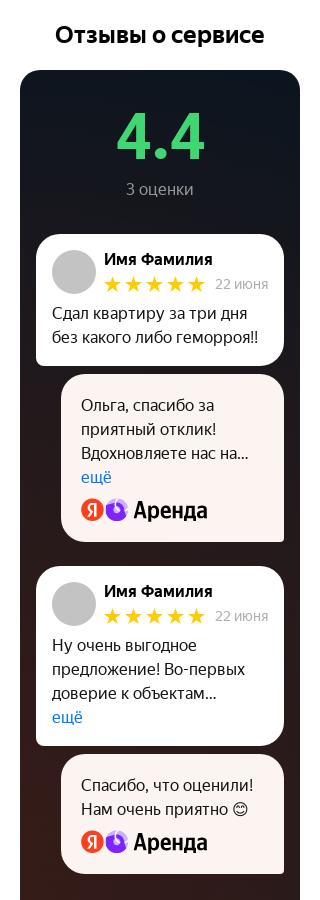 Отзывы о сервисе
4.4
3 оценки
Имя Фамилия
22 июня
Сдал квартиру за три дня
без какого либо геморроя!!
Ольга, спасибо за
приятный отклик!
Вдохновляете нас на...
ещё
Я Аренда
Имя Фамилия
22 июня
Ну очень выгодное
предложение! Во-первых
доверие к объектам...
ещё
Спасибо, что оценили!
Нам очень приятно 😊
Я Аренда